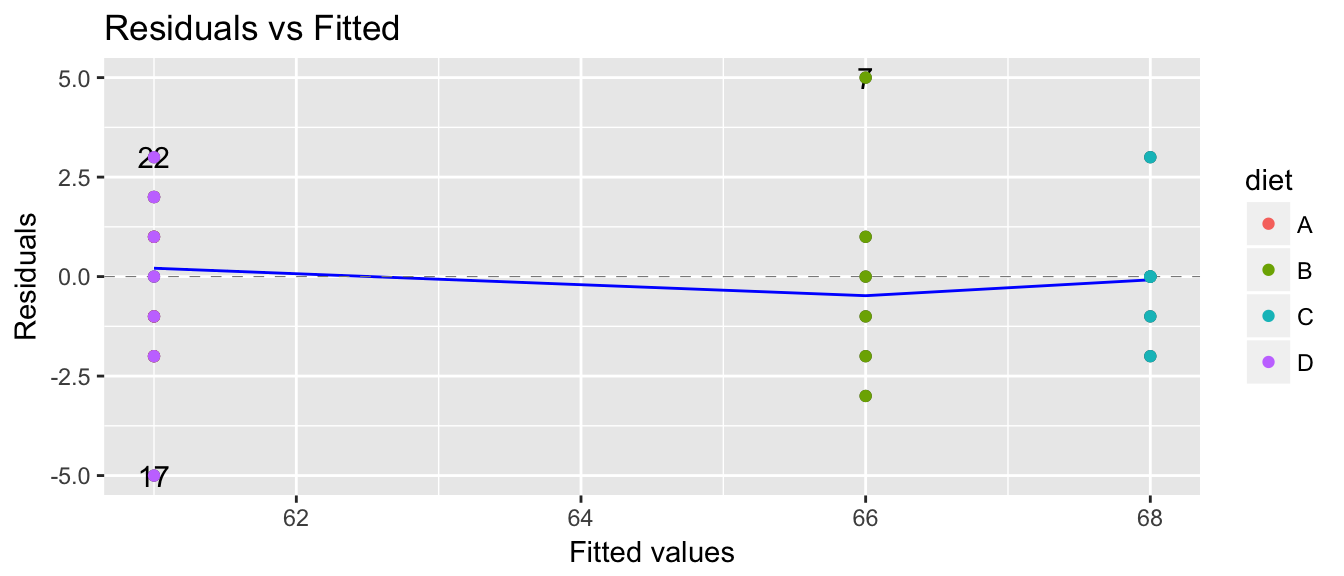 Residuals vs Fitted
5.0
2.5
0.0
-2.5
-5.0
Residuals
22
17
7
62
64
66
68
Fitted values
diet
A
B
C
D